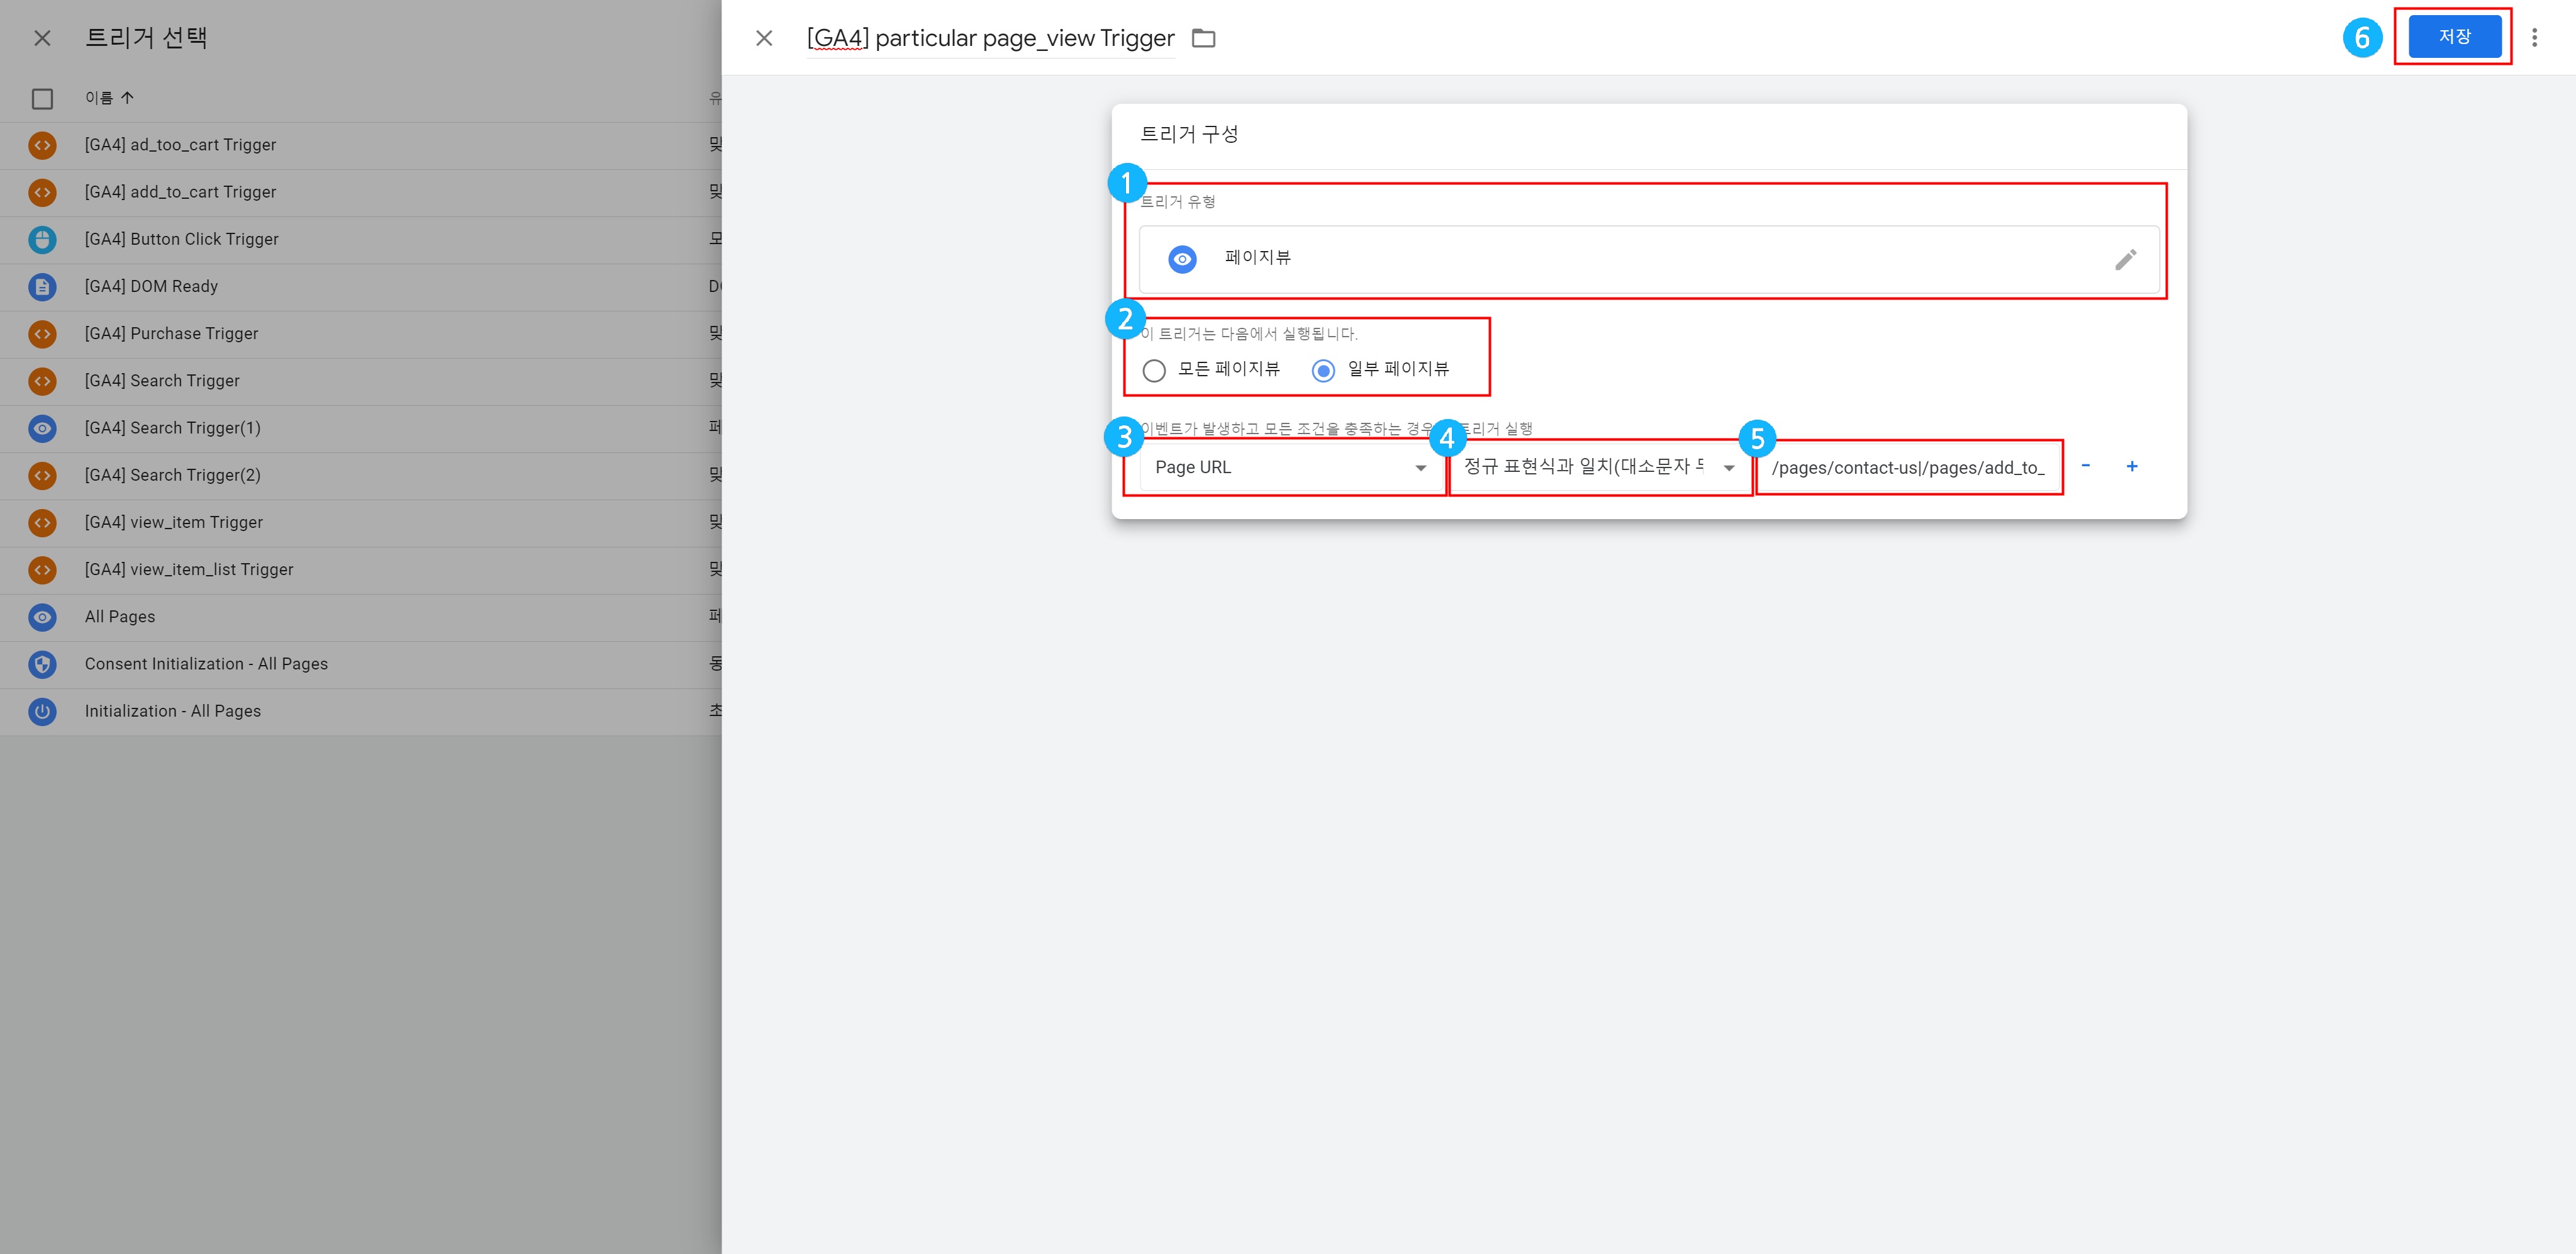 트리거 선택
이름
유
[GA4] ad_too_cart Trigger
맞
[GA4] add_to_cart Trigger
맞
[GA4] Button Click Trigger
모
[GA4] DOM Ready
[GA4] Purchase Trigger
맞
[GA4] Search Trigger
맞
[GA4] Search Trigger(1)
페
[GA4] Search Trigger(2)
맞
[GA4] view_item Trigger
맞
[GA4] view_item_list Trigger
맞
All Pages
페
Consent Initialization - All Pages
동
Initialization - All Pages
초
[GA4] particular page_view Trigger
6
저장
트리거 구성
1
트리거 유형
페이지뷰
2
이 트리거는 다음에서 실행됩니다.
모든 페이지뷰
일부 페이지뷰
이벤트가 발생하고 모든 조건을 충족하는 경우 트리거 실행
3
4
5
Page URL
정규 표현식과 일치(대소문자
/pages/contact-us|/pages/add_to_
- +